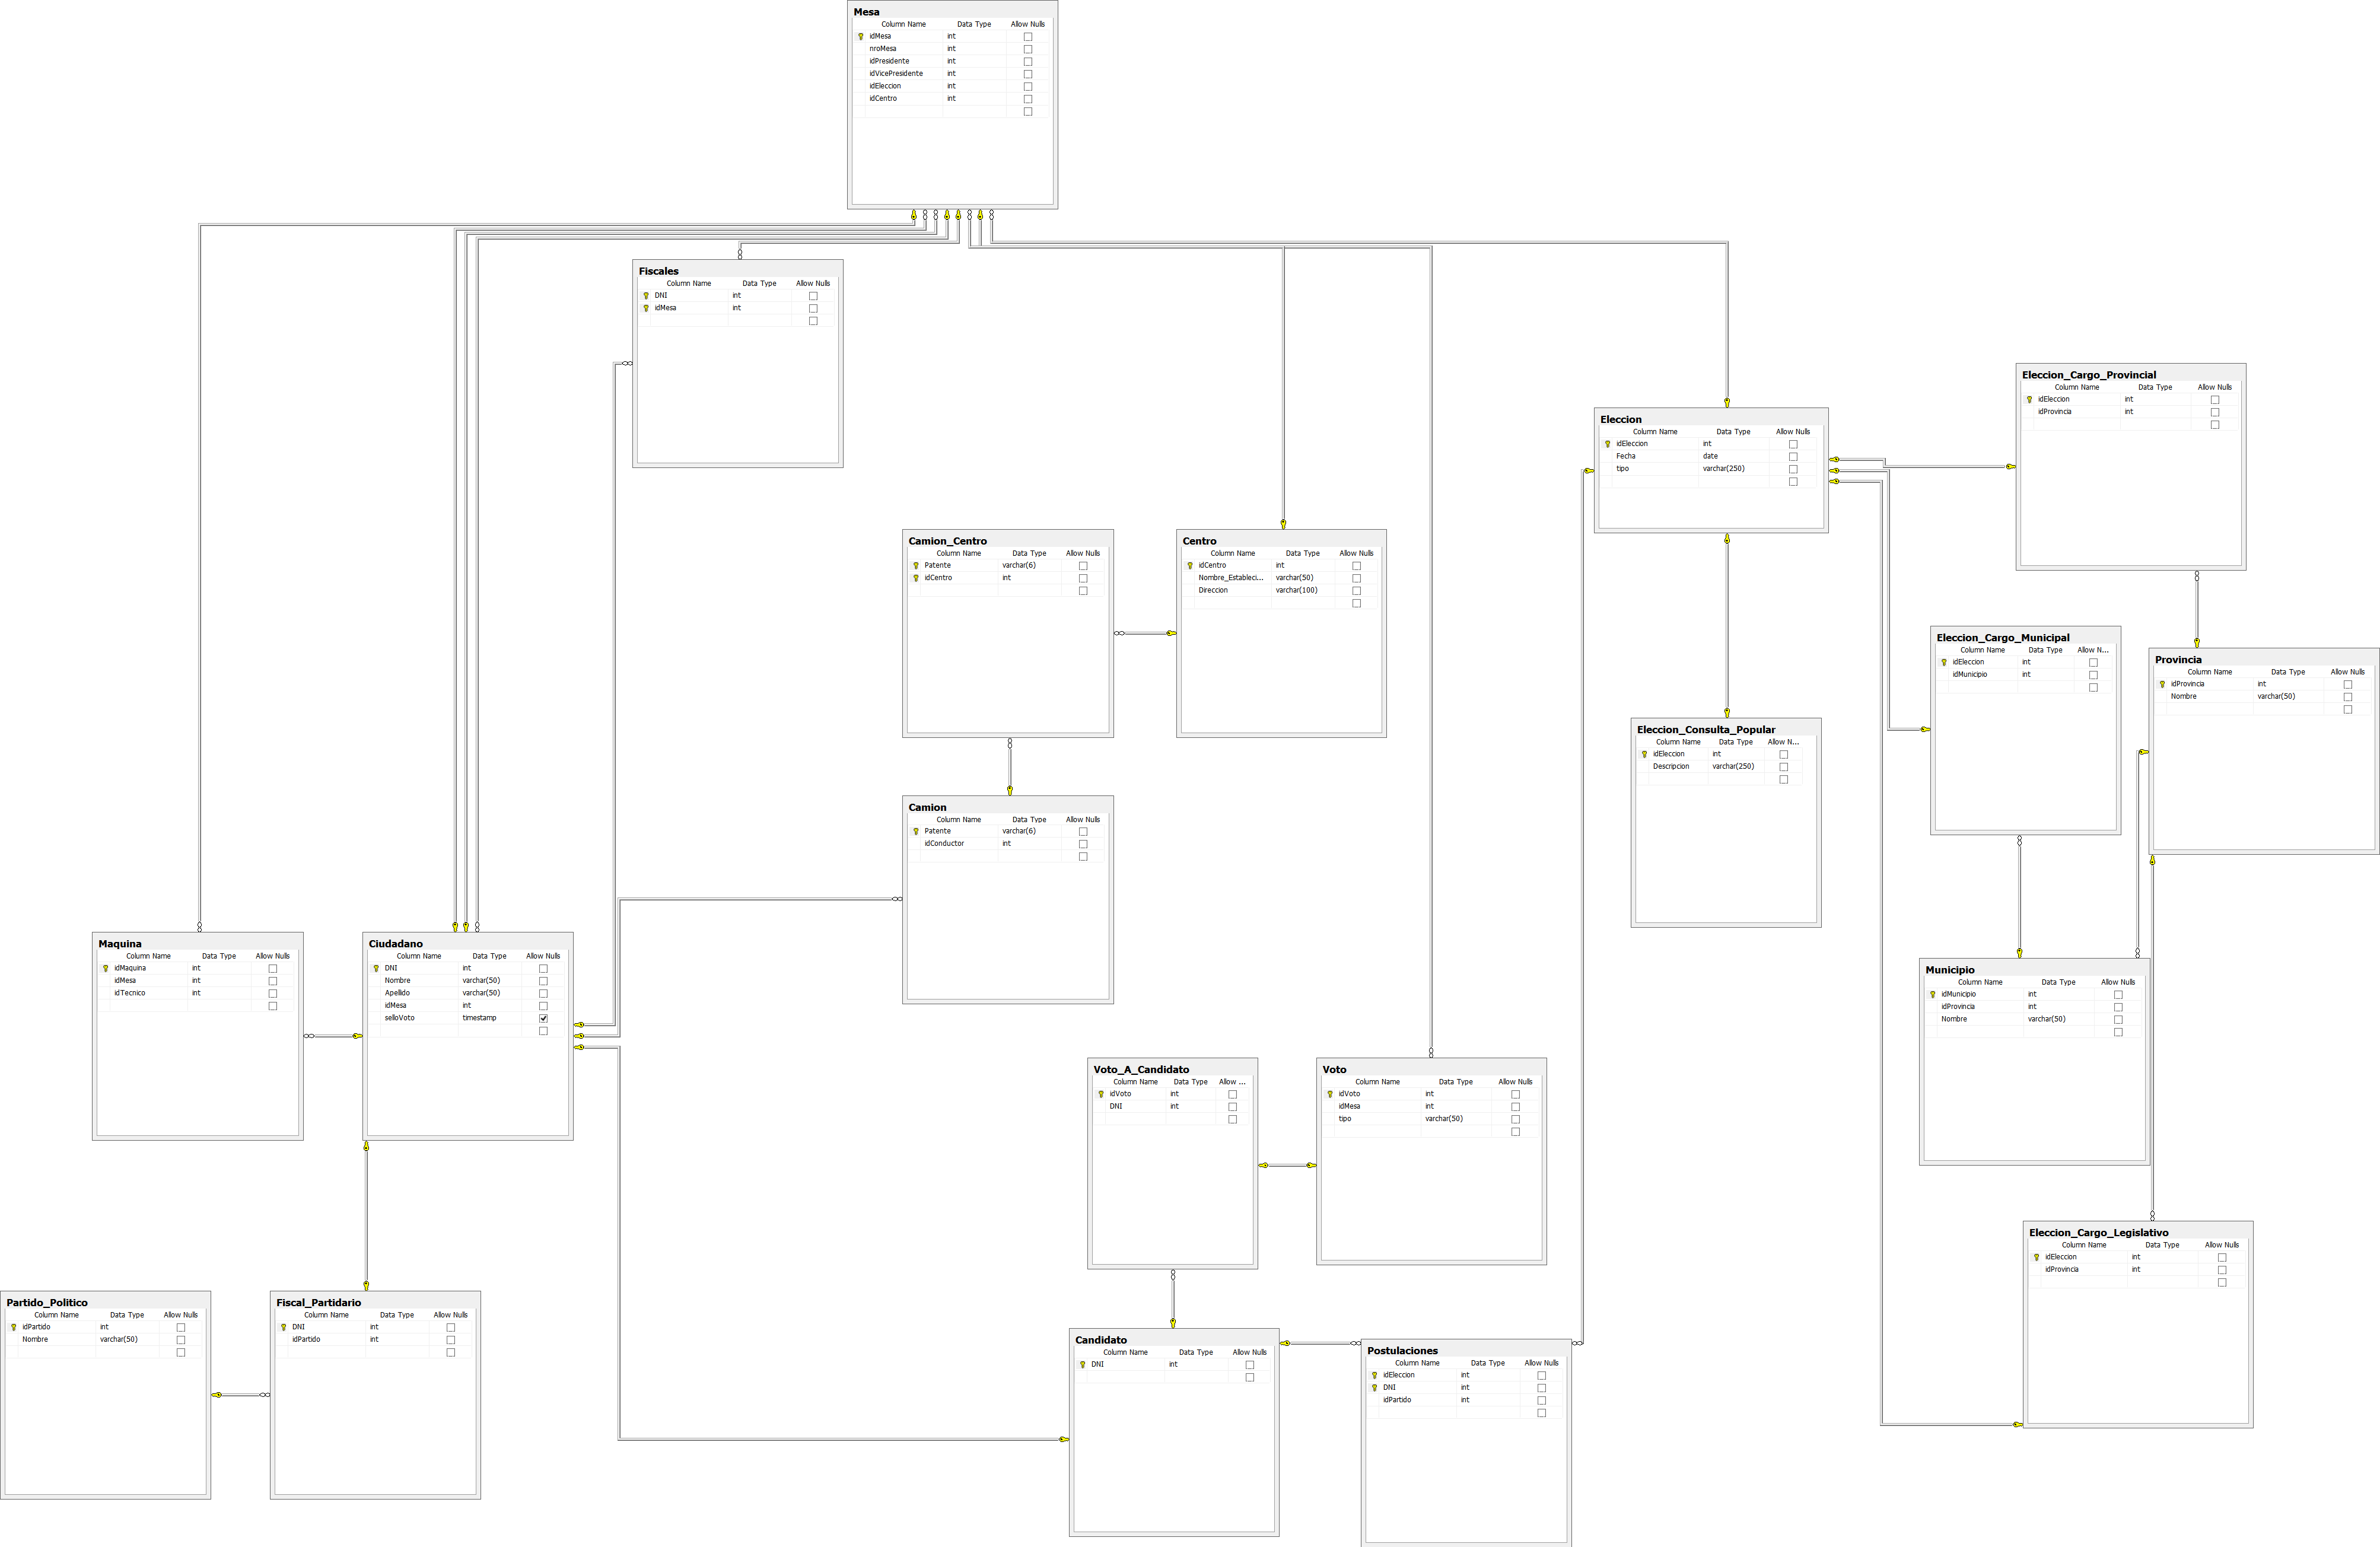 Mesa
Column Name Data Type Allow Nulls
idMesa int
nroMesa int
idPresidente int
idVicePresidente int
idEleccion int
idCentro int
Fiscales
Column Name Data Type Allow Nulls
DNI int
idMesa int
Eleccion_Cargo_Provincial
Column Name Data Type Allow Nulls
idEleccion int
idProvincia int
Eleccion
Column Name Data Type Allow Nulls
idEleccion int
Fecha date
tipo varchar(250)
Camion_Centro
Column Name Data Type Allow Nulls
Patente varchar(6)
idCentro int
Centro
Column Name Data Type Allow Nulls
idCentro int
Nombre_Estableci... varchar(50)
Direccion varchar(100)
Eleccion_Cargo_Municipal
Column Name Data Type Allow N...
idEleccion int
idMunicipio int
Provincia
Column Name Data Type Allow Nulls
idProvincia int
Nombre varchar(50)
Eleccion_Consulta_Popular
Column Name Data Type Allow N...
idEleccion int
Descripcion varchar(250)
Camion
Column Name Data Type Allow Nulls
Patente varchar(6)
idConductor int
Maquina
Column Name Data Type Allow Nulls
idMaquina int
idMesa int
idTecnico int
Ciudadano
Column Name Data Type Allow Nulls
DNI int
Nombre varchar(50)
Apellido varchar(50)
idMesa int
selloVoto timestamp
Municipio
Column Name Data Type Allow Nulls
idMunicipio int
idProvincia int
Nombre varchar(50)
Voto_A_Candidato
Column Name Data Type Allow ...
idVoto int
DNI int
Voto
Column Name Data Type Allow Nulls
idVoto int
idMesa int
tipo varchar(50)
Eleccion_Cargo_Legislativo
Column Name Data Type Allow Nulls
idEleccion int
idProvincia int
Partido_Politico
Column Name Data Type Allow Nulls
idPartido int
Nombre varchar(50)
Fiscal_Partidario
Column Name Data Type Allow Nulls
DNI int
idPartido int
Candidato
Column Name Data Type Allow Nulls
DNI int
Postulaciones
Column Name Data Type Allow Nulls
idEleccion int
DNI int
idPartido int